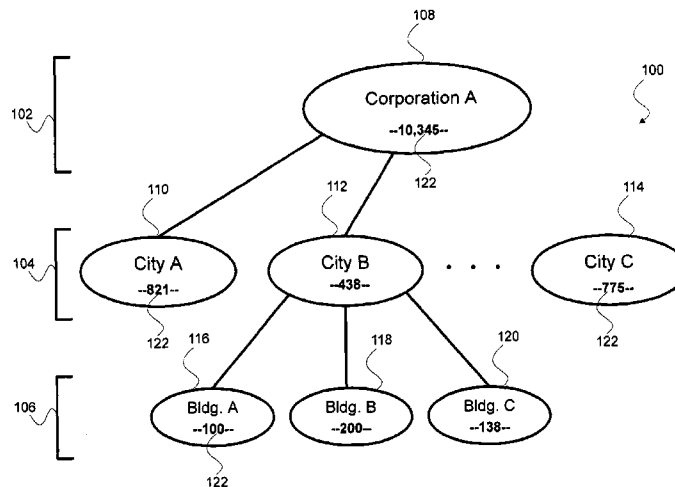 108
100
Corporation A
--10,345--
102
122
110
112
114
104
City A
--821--
City B
--438--
. . .
City C
--775--
122
116
118
120
122
106
Bldg. A
--100--
Bldg. B
--200--
Bldg. C
--138--
122